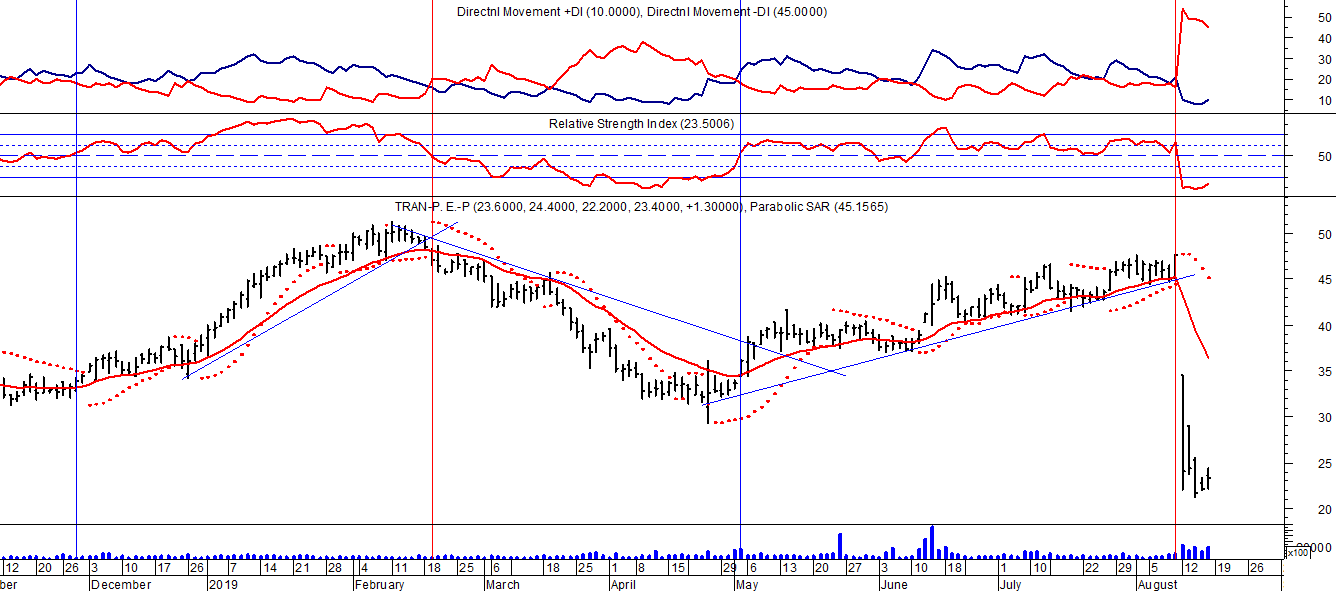 Directnl Movement +DI (10.0000), Directnl Movement -DI (45.0000)
50
40
30
20
10
Relative Strength Index (23.5006)
50
TRAN-P. E.-P (23.6000, 24.4000, 22.2000, 23.4000, +1.30000), Parabolic SAR (45.1565)
50
45
40
35
30
25
20
x100
12 20 26 3 10 17 26 7 14 21 28 4 11 18 25 6 18 25 1 8 15 29 6 13 20 27 3 10 18 1 10 22 29 5 12 19 26
ber December 2019 February March April May June July August